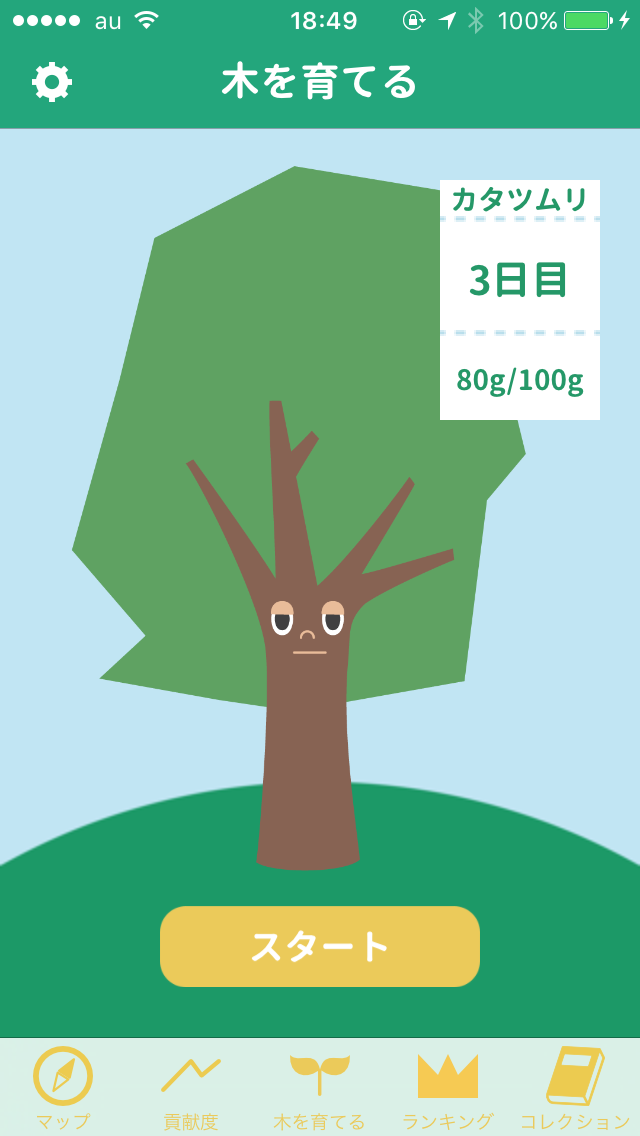 au 18:49 100%
木を育てる
カタツムリ
3日目
80g/100g
スタート
マップ 貢献度 木を育てる ランキング コレクション